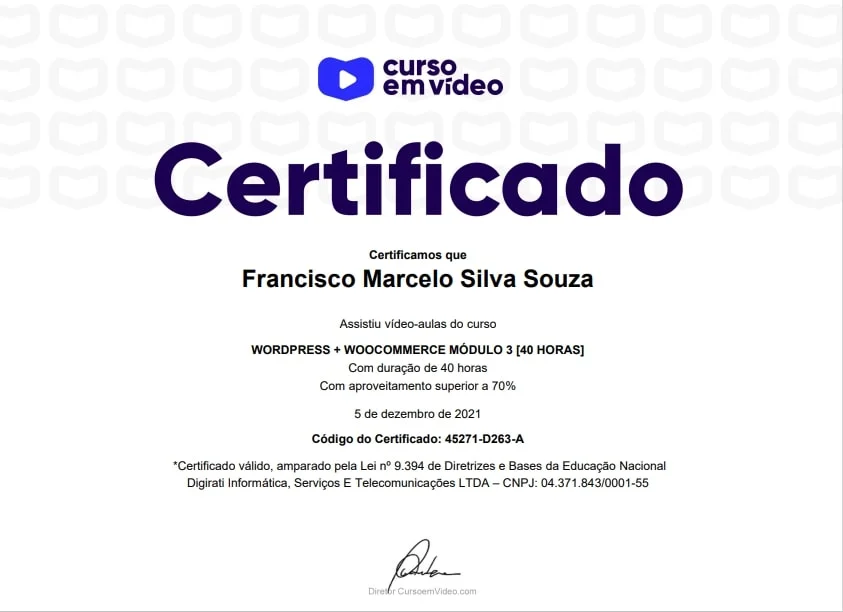 curso
em vídeo
Certificado
Certificamos que
Francisco Marcelo Silva Souza
Assistiu vídeo-aulas do curso
WORDPRESS + WOOCOMMERCE MÓDULO 3 [40 HORAS]
Com duração de 40 horas
Com aproveitamento superior a 70%
5 de dezembro de 2021
Código do Certificado: 45271-D263-A
*Certificado válido, amparado pela Lei nº 9.394 de Diretrizes e Bases da Educação Nacional
Digirati Informática, Serviços E Telecomunicações LTDA – CNPJ: 04.371.843/0001-55
Diretor CursoemVideo.com